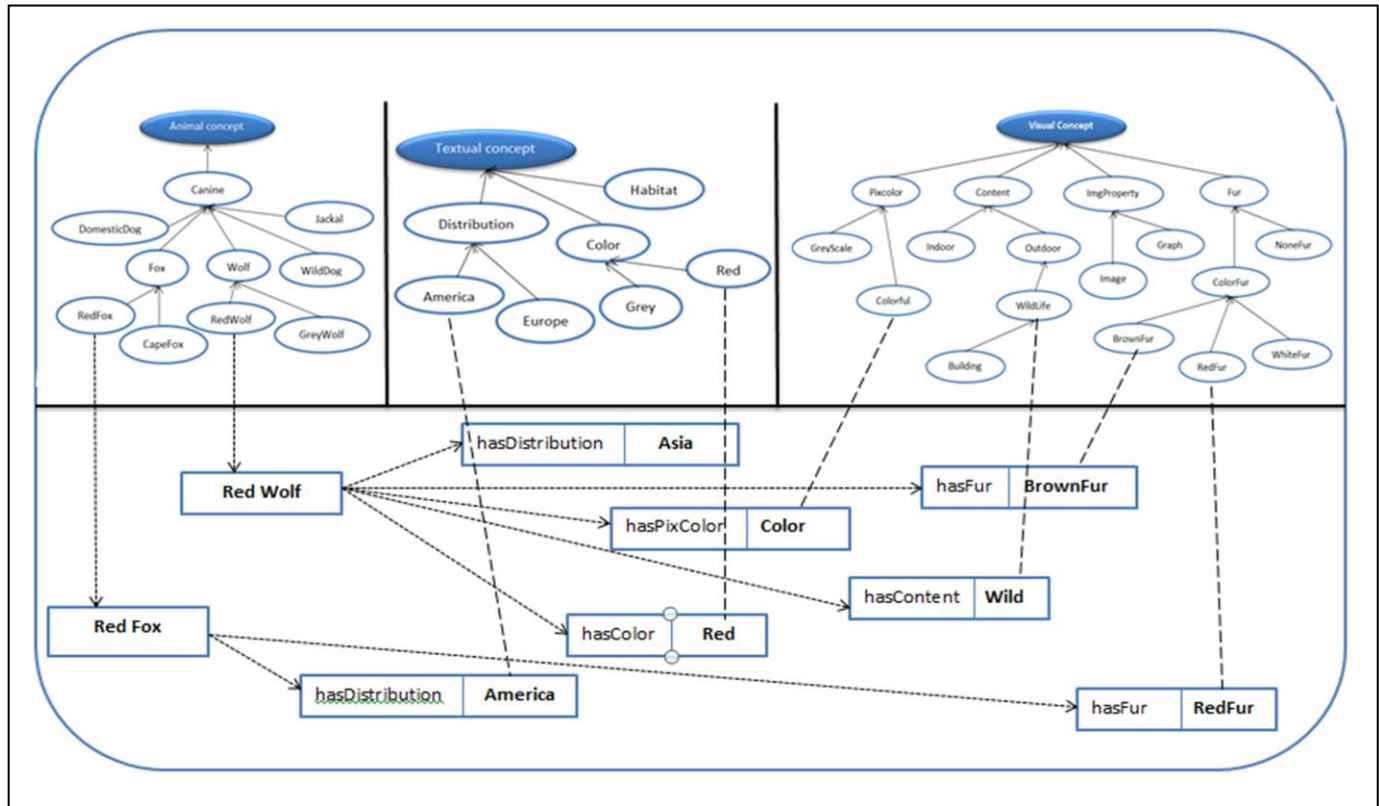 Animal concept
Canine
DomesticDog
Jackal
Fox
Wolf
WildDog
RedFox
RedWolf
CapeFox
GreyWolf
Textual concept
Habitat
Distribution
Color
Red
America
Grey
Europe
Visual Concept
Pixcolor
Content
ImgProperty
Fur
GreyScale
Indoor
Outdoor
Graph
NoneFur
Image
ColorFur
Colorful
WildLife
BrownFur
Building
RedFur
WhiteFur
hasDistribution Asia
Red Wolf
hasFur BrownFur
hasPixColor Color
hasContent Wild
Red Fox
hasColor Red
hasDistribution America
hasFur RedFur